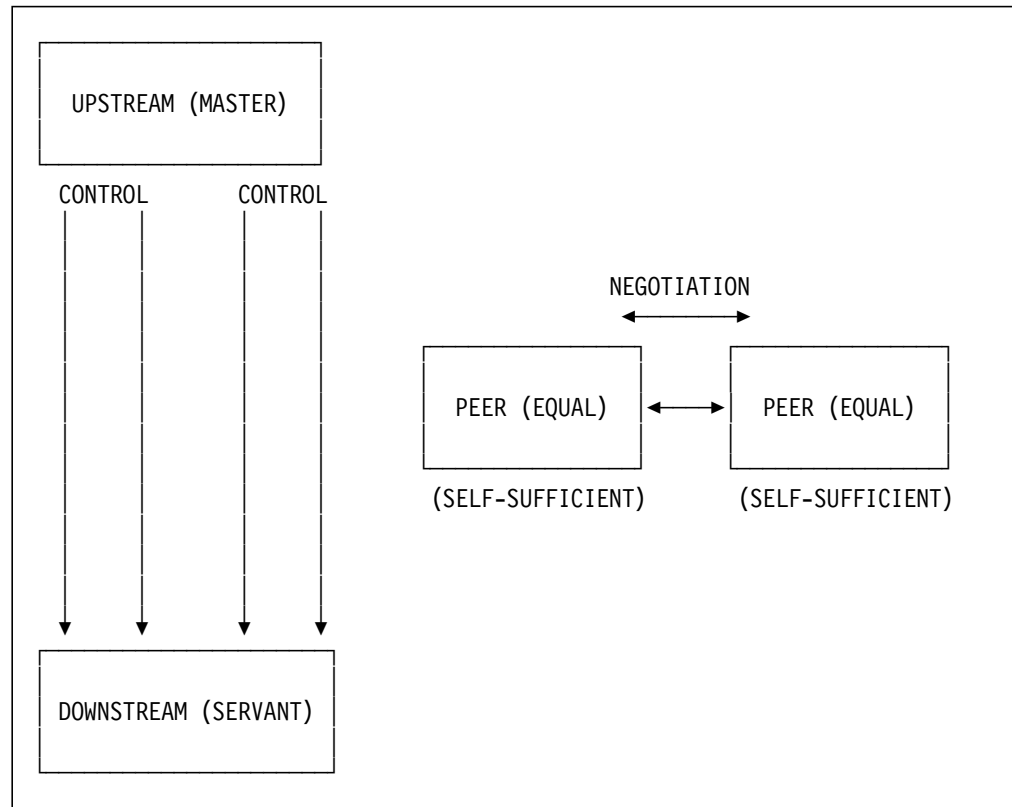 UPSTREAM (MASTER)
CONTROL CONTROL
NEGOTIATION
PEER (EQUAL) PEER (EQUAL)
(SELF-SUFFICIENT) (SELF-SUFFICIENT)
DOWNSTREAM (SERVANT)